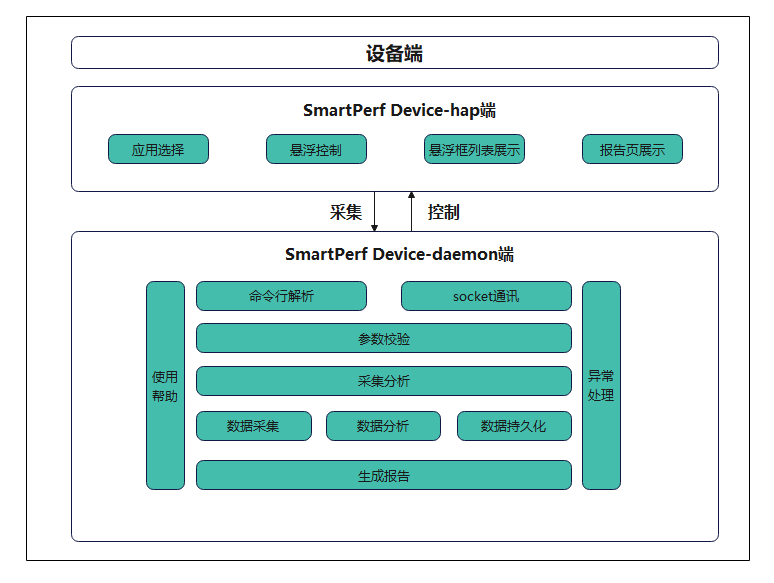 设备端
SmartPerf Device-hap端
应用选择
悬浮控制
悬浮框列表展示
报告页展示
采集
控制
SmartPerf Device-daemon端
使用
帮助
命令行解析
socket通讯
参数校验
采集分析
数据采集
数据分析
数据持久化
生成报告
异常
处理